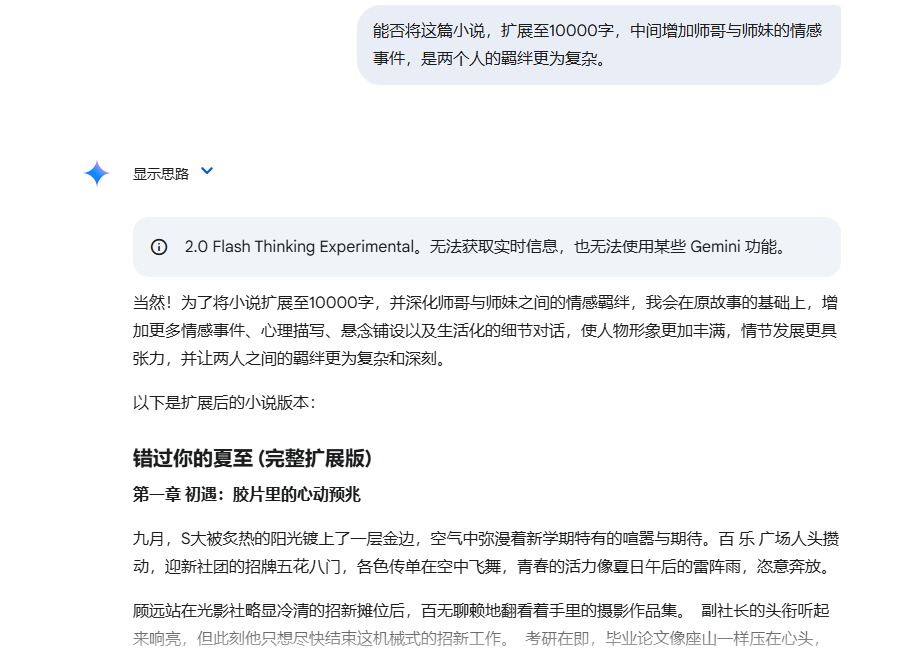 能否将这篇小说，扩展至10000字，中间增加师哥与师妹的情感
事件，是两个人的羁绊更为复杂。
显示思路
2.0 Flash Thinking Experimental。无法获取实时信息，也无法使用某些 Gemini 功能。
当然！为了将小说扩展至10000字，并深化师哥与师妹之间的情感羁绊，我会在原故事的基础上，增
加更多情感事件、心理描写、悬念铺设以及生活化的细节对话，使人物形象更加丰满，情节发展更具
张力，并让两人之间的羁绊更为复杂和深刻。
以下是扩展后的小说版本：
错过你的夏至 (完整扩展版)
第一章 初遇：胶片里的心动预兆
九月，S大被炙热的阳光镀上了一层金边，空气中弥漫着新学期特有的喧嚣与期待。百 乐 广场人头攒
动，迎新社团的招牌五花八门，各色传单在空中飞舞，青春的活力像夏日午后的雷阵雨，恣意奔放。
顾远站在光影社略显冷清的招新摊位后，百无聊赖地翻看着手里的摄影作品集。 副社长的头衔听起
来响亮，但此刻他只想尽快结束这机械式的招新工作。 考研在即，毕业论文像座山一样压在心头，